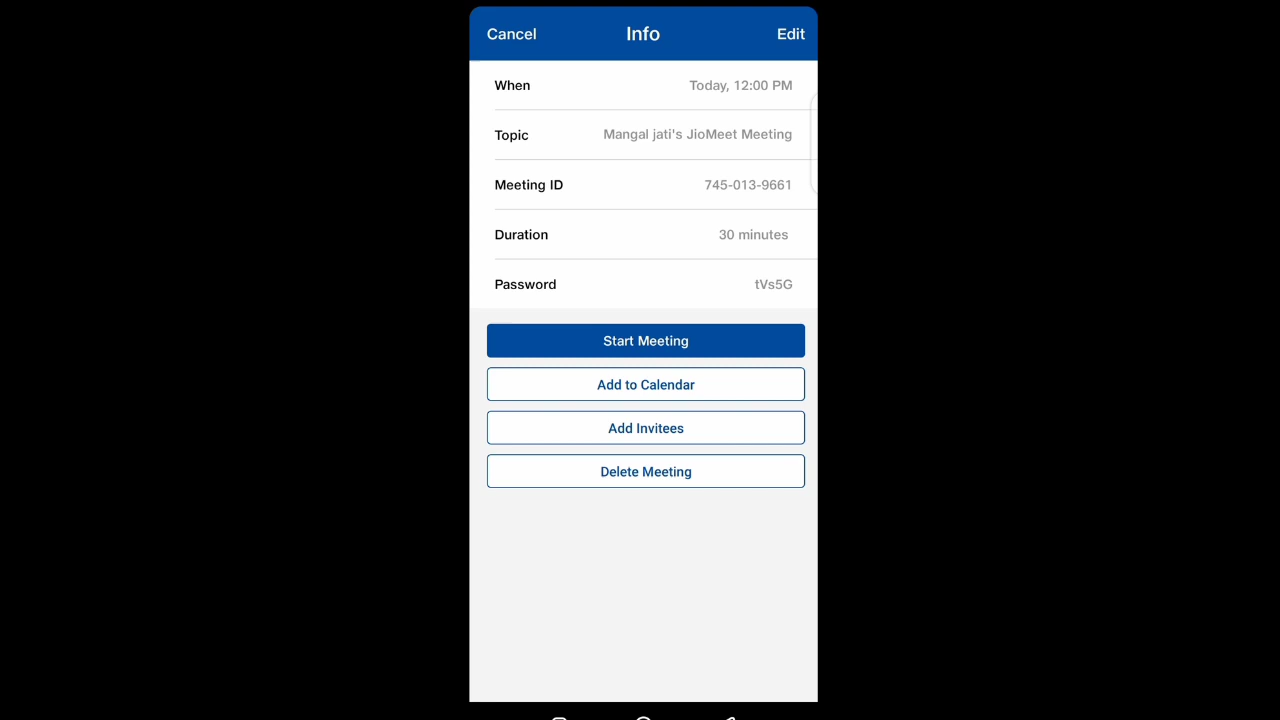 Cancel Info Edit
When Today, 12:00 PM
Topic Mangal jati's JioMeet Meeting
Meeting ID 745-013-9661
Duration 30 minutes
Password tVs5G
Start Meeting
Add to Calendar
Add Invitees
Delete Meeting